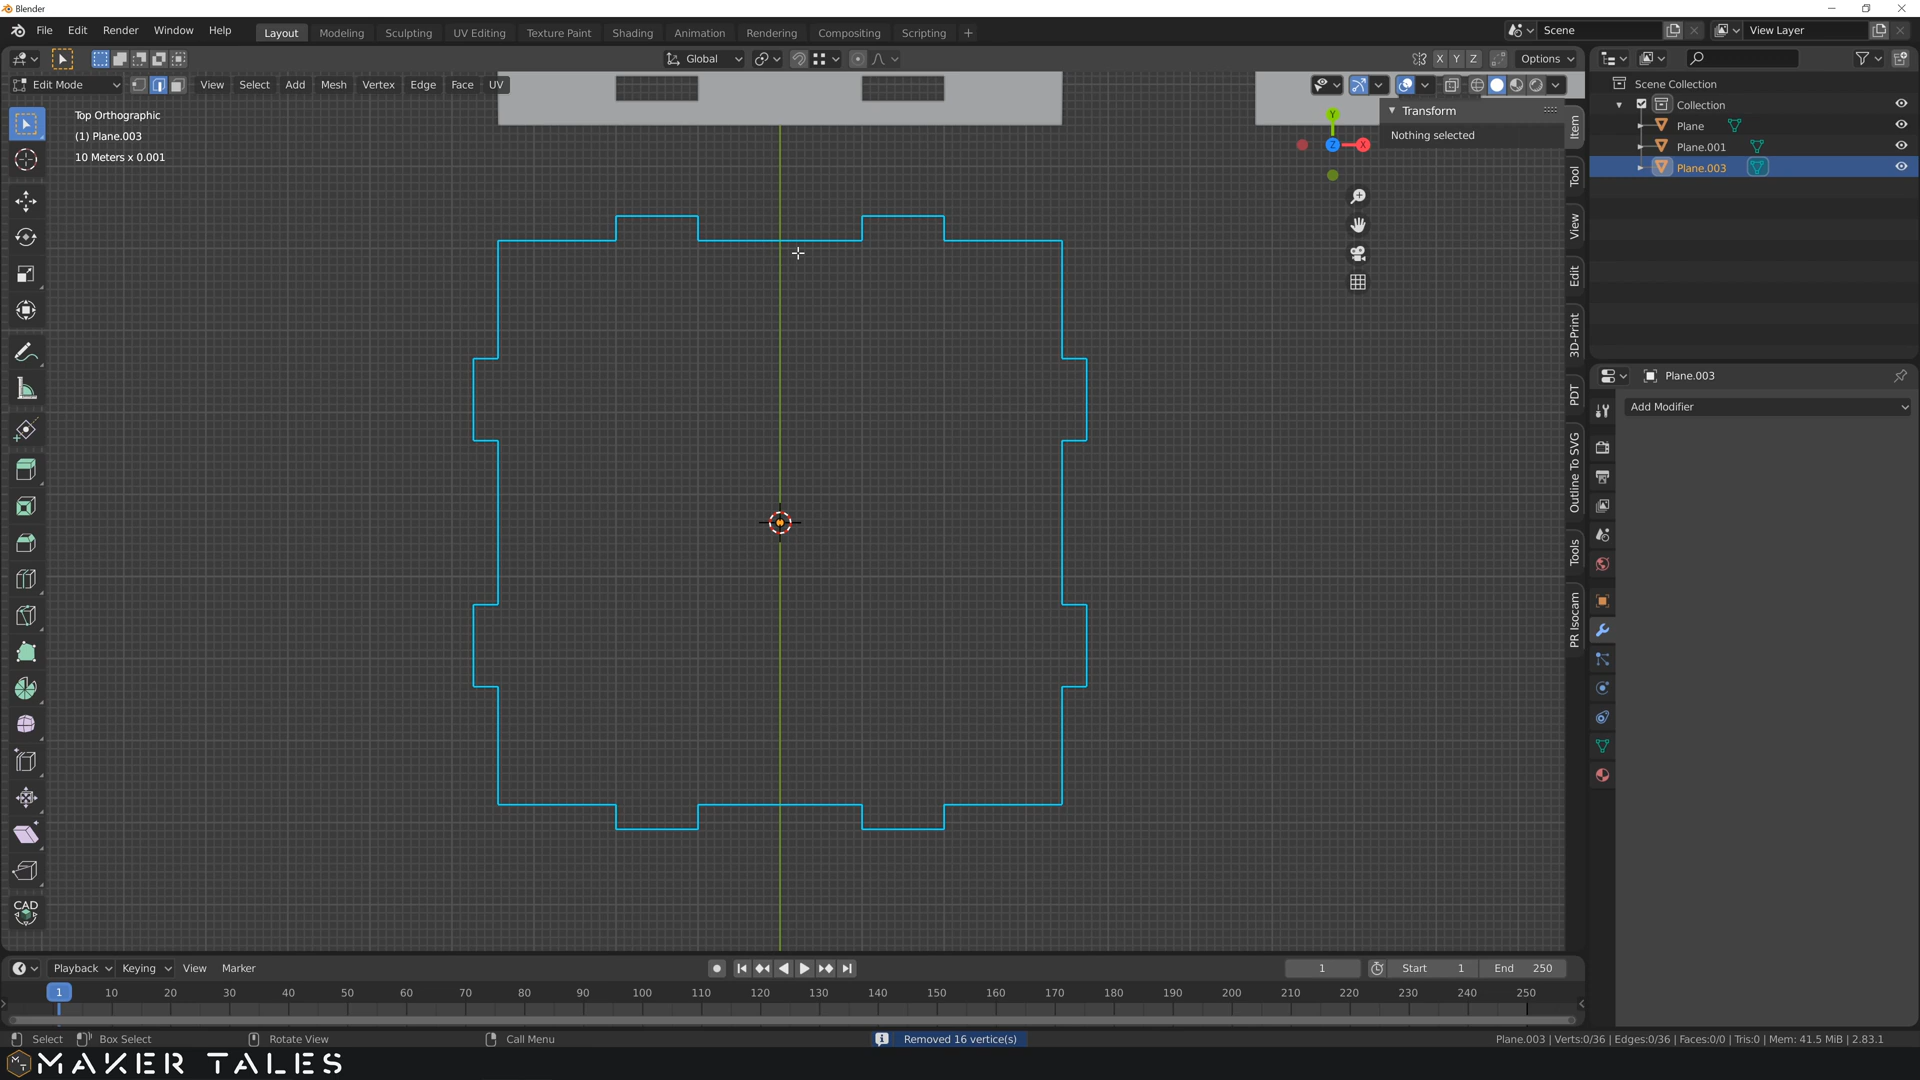 Blender
File Edit Render Window Help
Layout Modeling Sculpting UV Editing Texture Paint Shading Animation Rendering Compositing Scripting +
Scene View Layer
Global X Y Z Options
Edit Mode View Select Add Mesh Vertex Edge Face UV
Top Orthographic
(1) Plane.003
10 Meters x 0.001
Y
Z
X
Transform
Nothing selected
Item
Tool
View
Edit
3D-Print
PDT
Outline To SVG
Tools
PR Isocam
CAD
Scene Collection
Collection
Plane
Plane.001
Plane.003
Plane.003
Add Modifier
Playback Keying View Marker 1 Start 1 End 250
1 10 20 30 40 50 60 70 80 90 100 110 120 130 140 150 160 170 180 190 200 210 220 230 240 250
Select Box Select Rotate View Call Menu Removed 16 vertice(s) Plane.003 | Verts:0/36 | Edges:0/36 | Faces:0/0 | Tris:0 | Mem: 41.5 MiB | 2.83.1
MAKER TALES